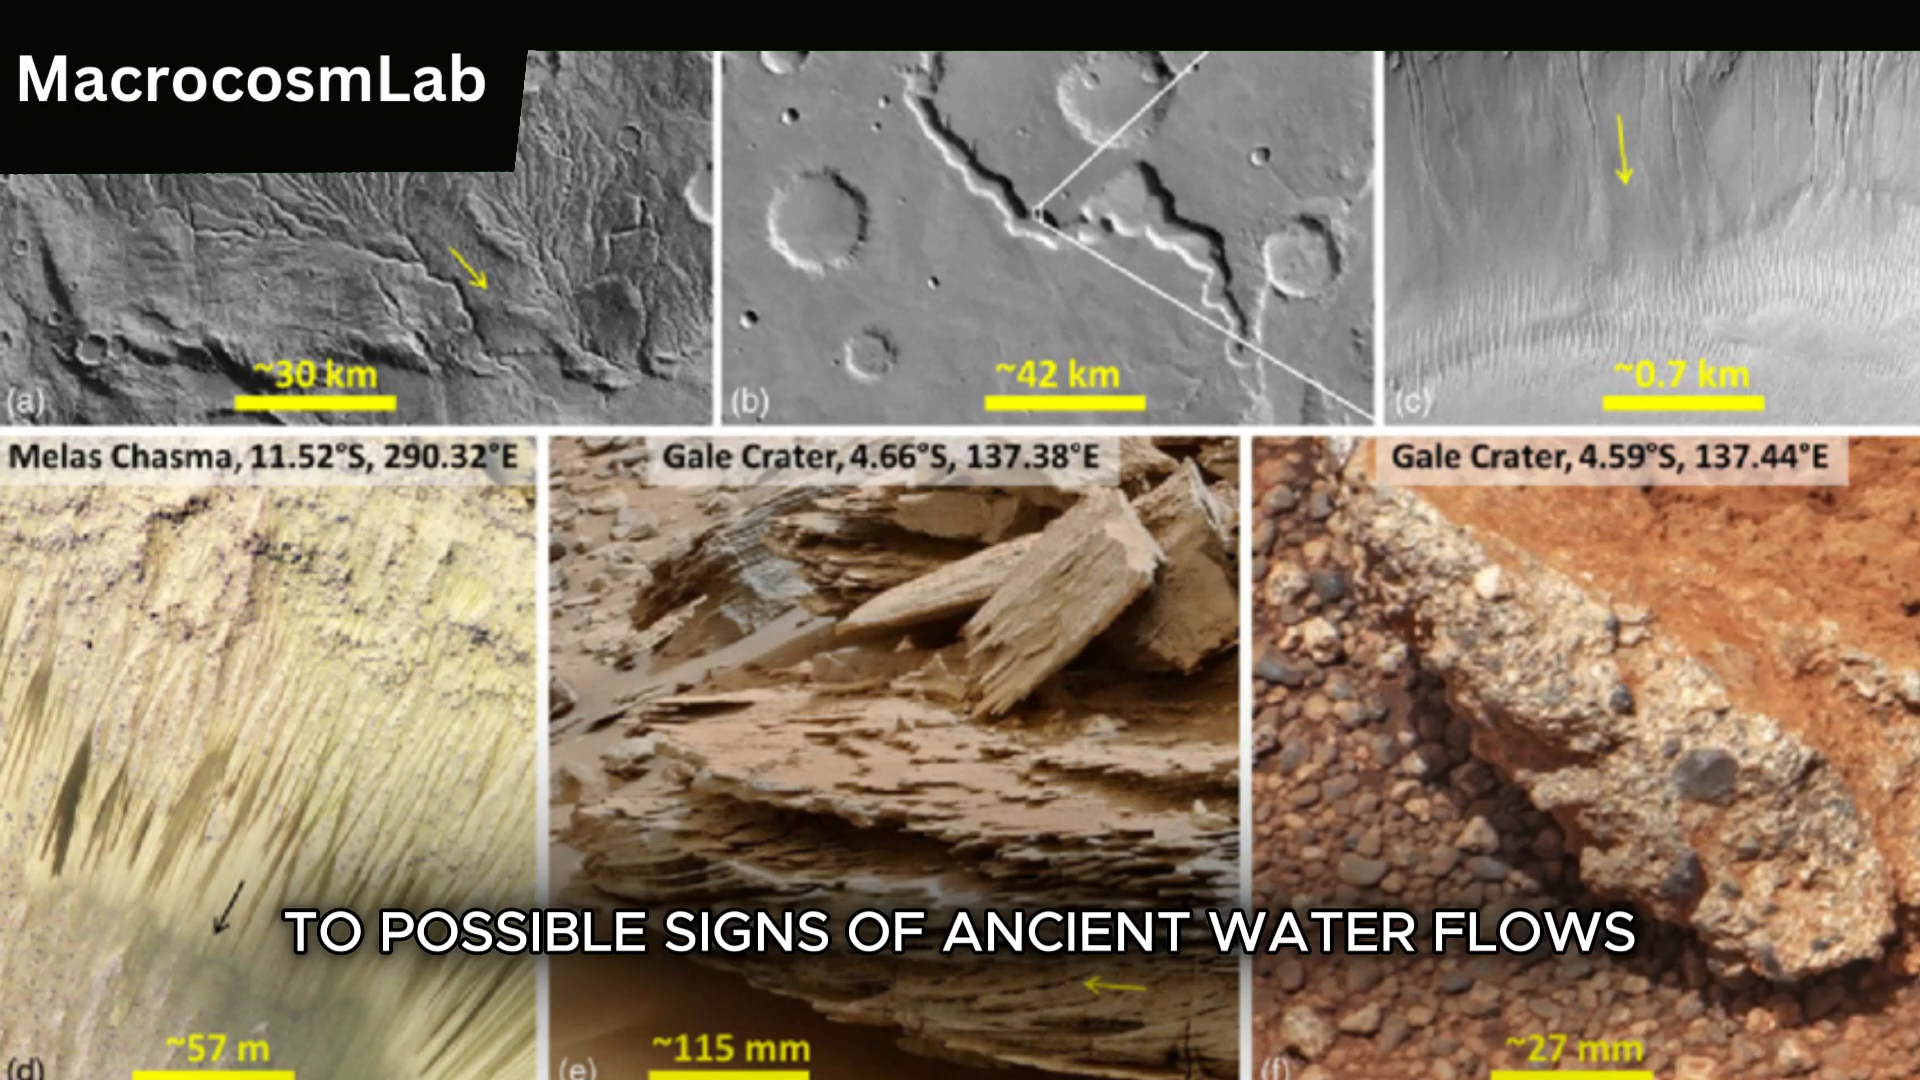 MacrocosmLab
~30 km
(a)
~42 km
(b)
~0.7 km
(c)
Melas Chasma, 11.52°S, 290.32°E
Gale Crater, 4.66°S, 137.38°E
Gale Crater, 4.59°S, 137.44°E
TO POSSIBLE SIGNS OF ANCIENT WATER FLOWS
~57 m
(d)
~115 mm
(e)
~27 mm
(f)